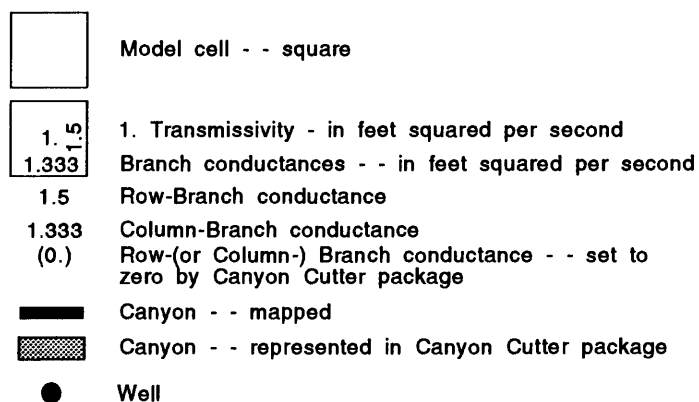 Model cell - - square
1. 1.5 1. Transmissivity - in feet squared per second
1.333 Branch conductances - - in feet squared per second
1.5 Row-Branch conductance
1.333 Column-Branch conductance
(0.) Row-(or Column-) Branch conductance - - set to
zero by Canyon Cutter package
Canyon - - mapped
Canyon - - represented in Canyon Cutter package
Well